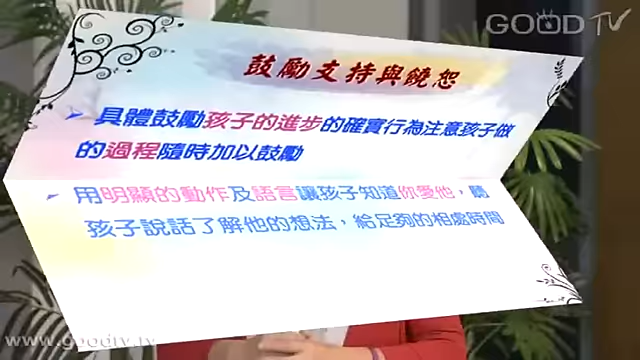 GOODTV
鼓勵支持與饒恕
具體鼓勵孩子的進步的確實行為注意孩子做
的過程隨時加以鼓勵
用明顯的動作及語言讓孩子知道你愛他，聽
孩子說話了解他的想法，給足夠的相處時間
www.goodtv.tv